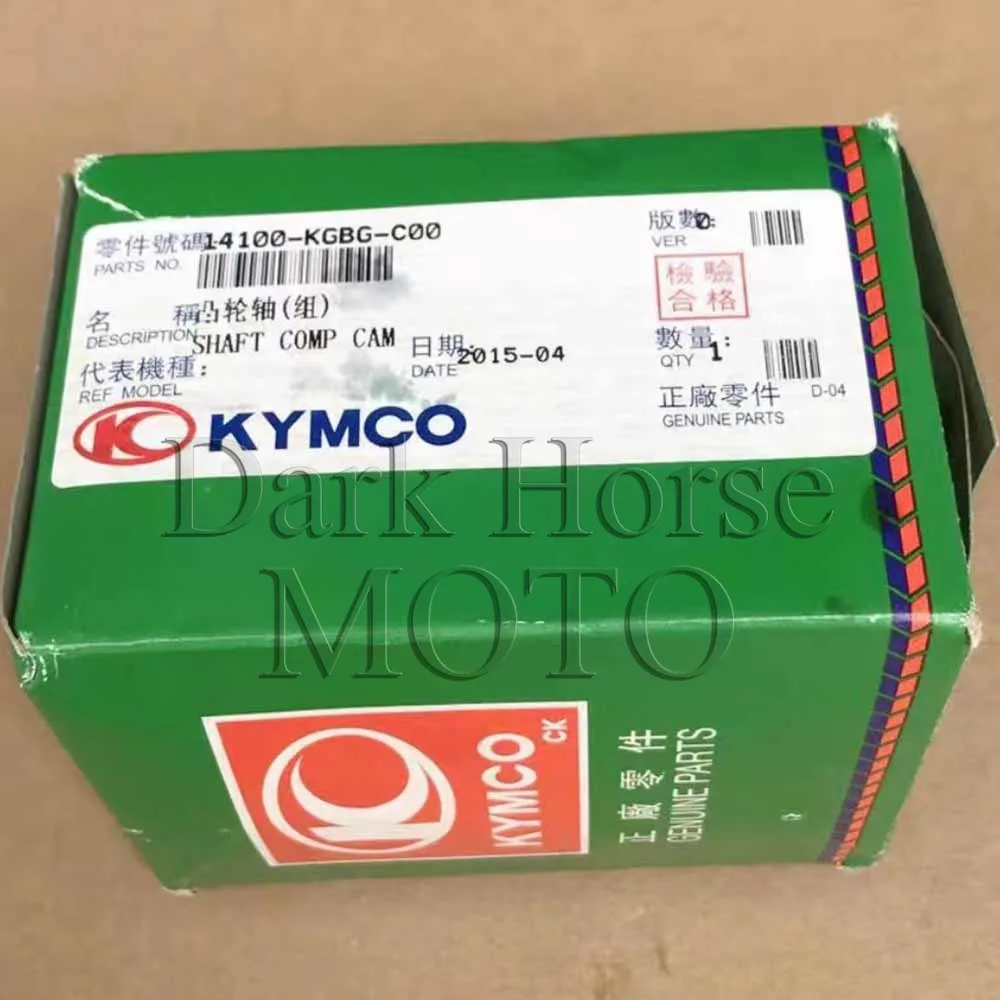 零件號碼 14100-KGBG-C00
PARTS NO.
版數: 0
VER
檢驗
合格
名 稱 凸轮轴(组)
DESCRIPTION SHAFT COMP CAM
日期: 2015-04
DATE
數量: 1
QTY
代表機種:
REF MODEL
正廠零件 D-04
GENUINE PARTS
KYMCO
Dark Horse
MOTO
KYMCO CK
正廠零件
GENUINE PARTS